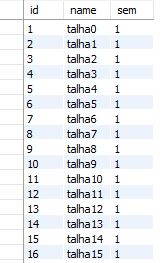 id name sem
1 talha0 1
2 talha1 1
3 talha2 1
4 talha3 1
5 talha4 1
6 talha5 1
7 talha6 1
8 talha7 1
9 talha8 1
10 talha9 1
11 talha10 1
12 talha11 1
13 talha12 1
14 talha13 1
15 talha14 1
16 talha15 1